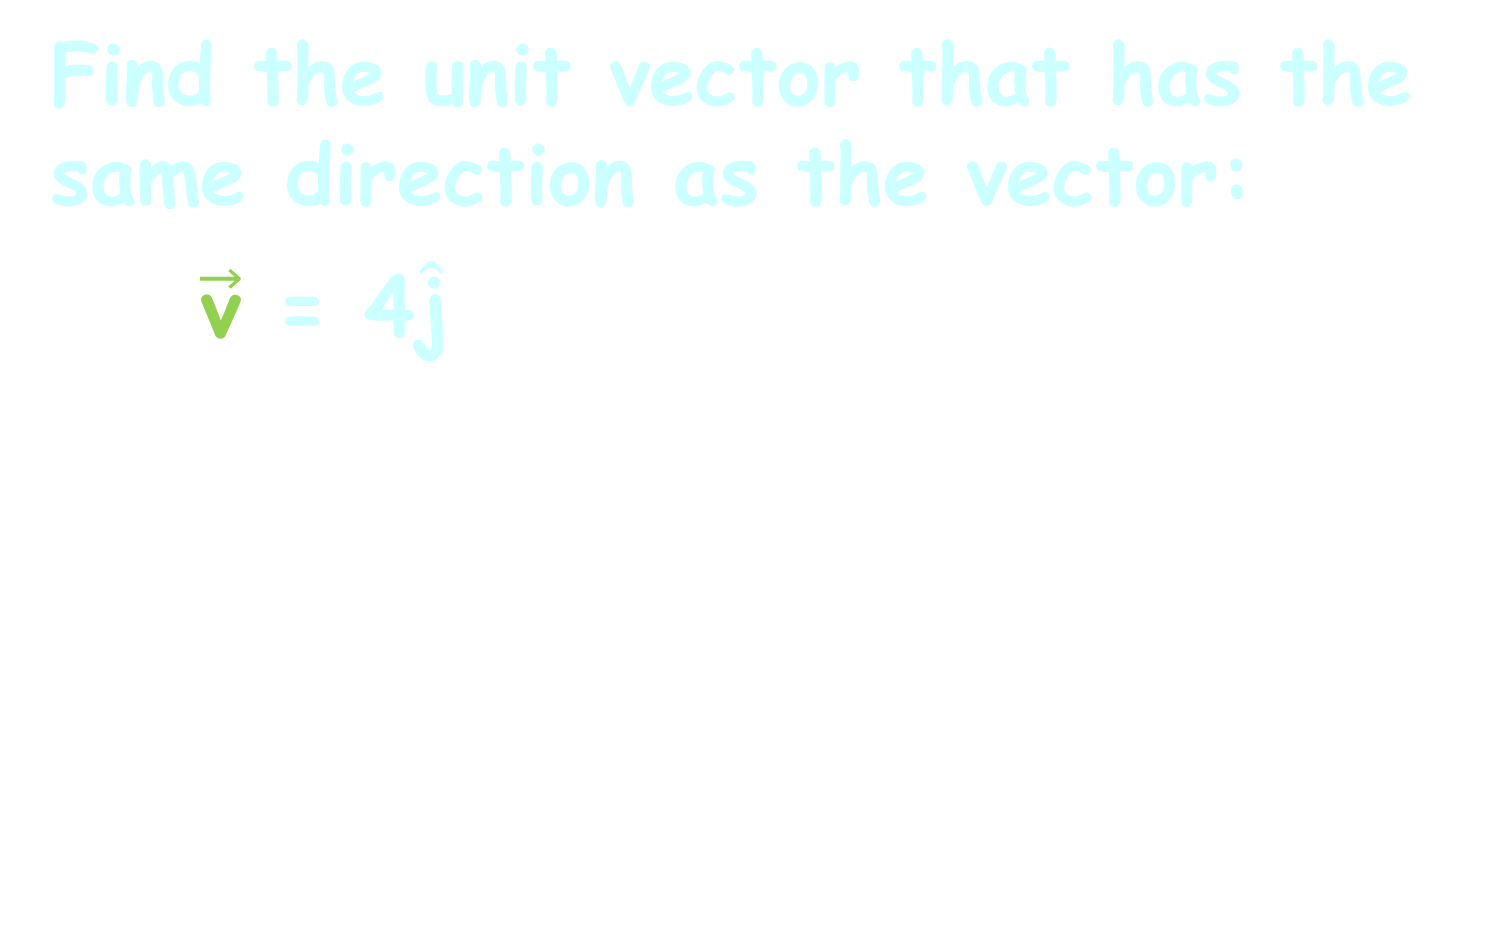 Find the unit vector that has the
same direction as the vector:
v⃗ = 4ĵ